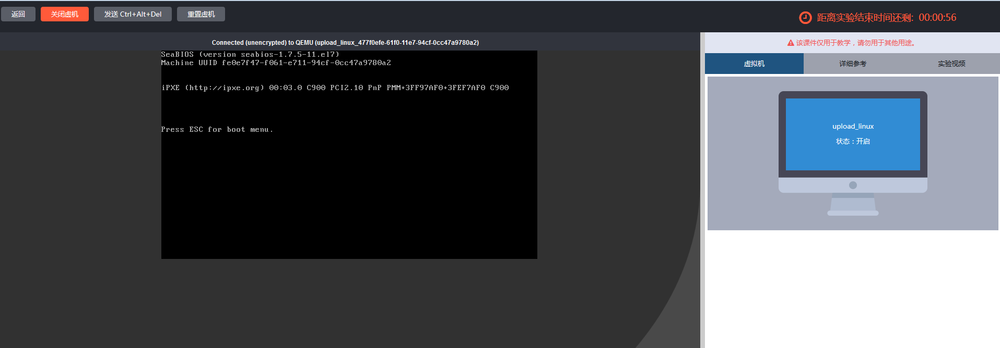 返回 关闭虚机 发送 Ctrl+Alt+Del 重置虚机 距离实验结束时间还剩: 00:00:56
Connected (unencrypted) to QEMU (upload_linux_477f0efe-61f0-11e7-94cf-0cc47a9780a2)
SeaBIOS (version seabios-1.7.5-11.el7)
Machine UUID fe0e7f47-f061-e711-94cf-0cc47a9780a2
iPXE (http://ipxe.org) 00:03.0 C900 PCI2.10 PnP PMM+3FF97AF0+3FEF7AF0 C900
Press ESC for boot menu.
该课件仅用于教学，请勿用于其他用途。
虚拟机 详细参考 实验视频
upload_linux
状态：开启